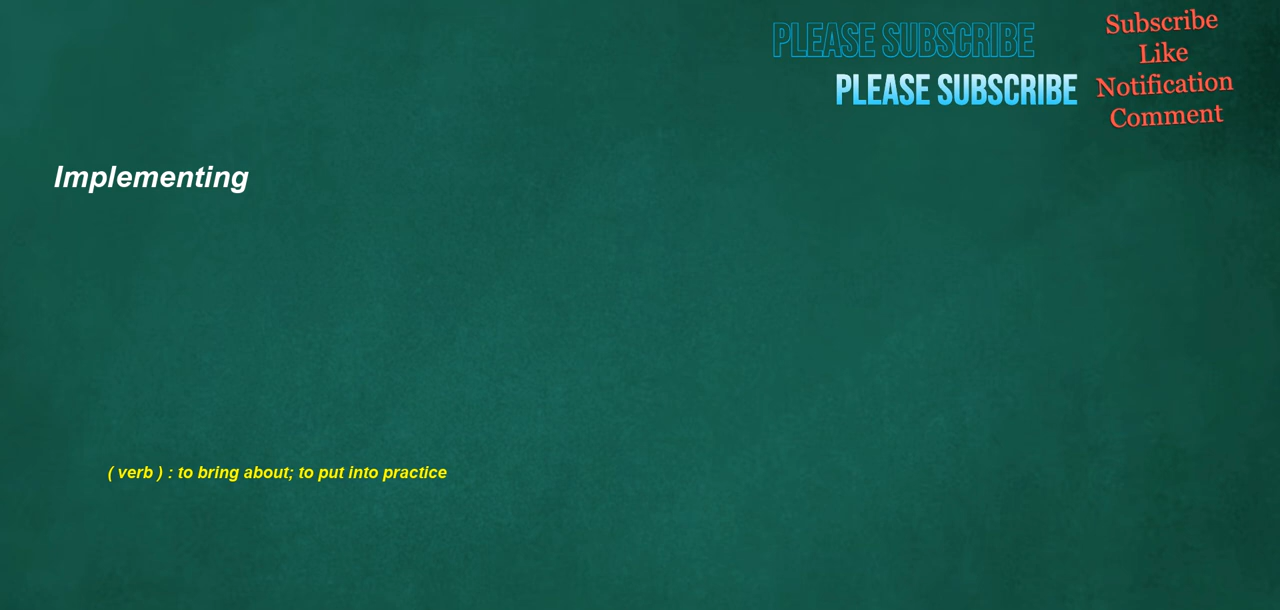 PLEASE SUBSCRIBE
PLEASE SUBSCRIBE
Subscribe
Like
Notification
Comment
Implementing
( verb ) : to bring about; to put into practice